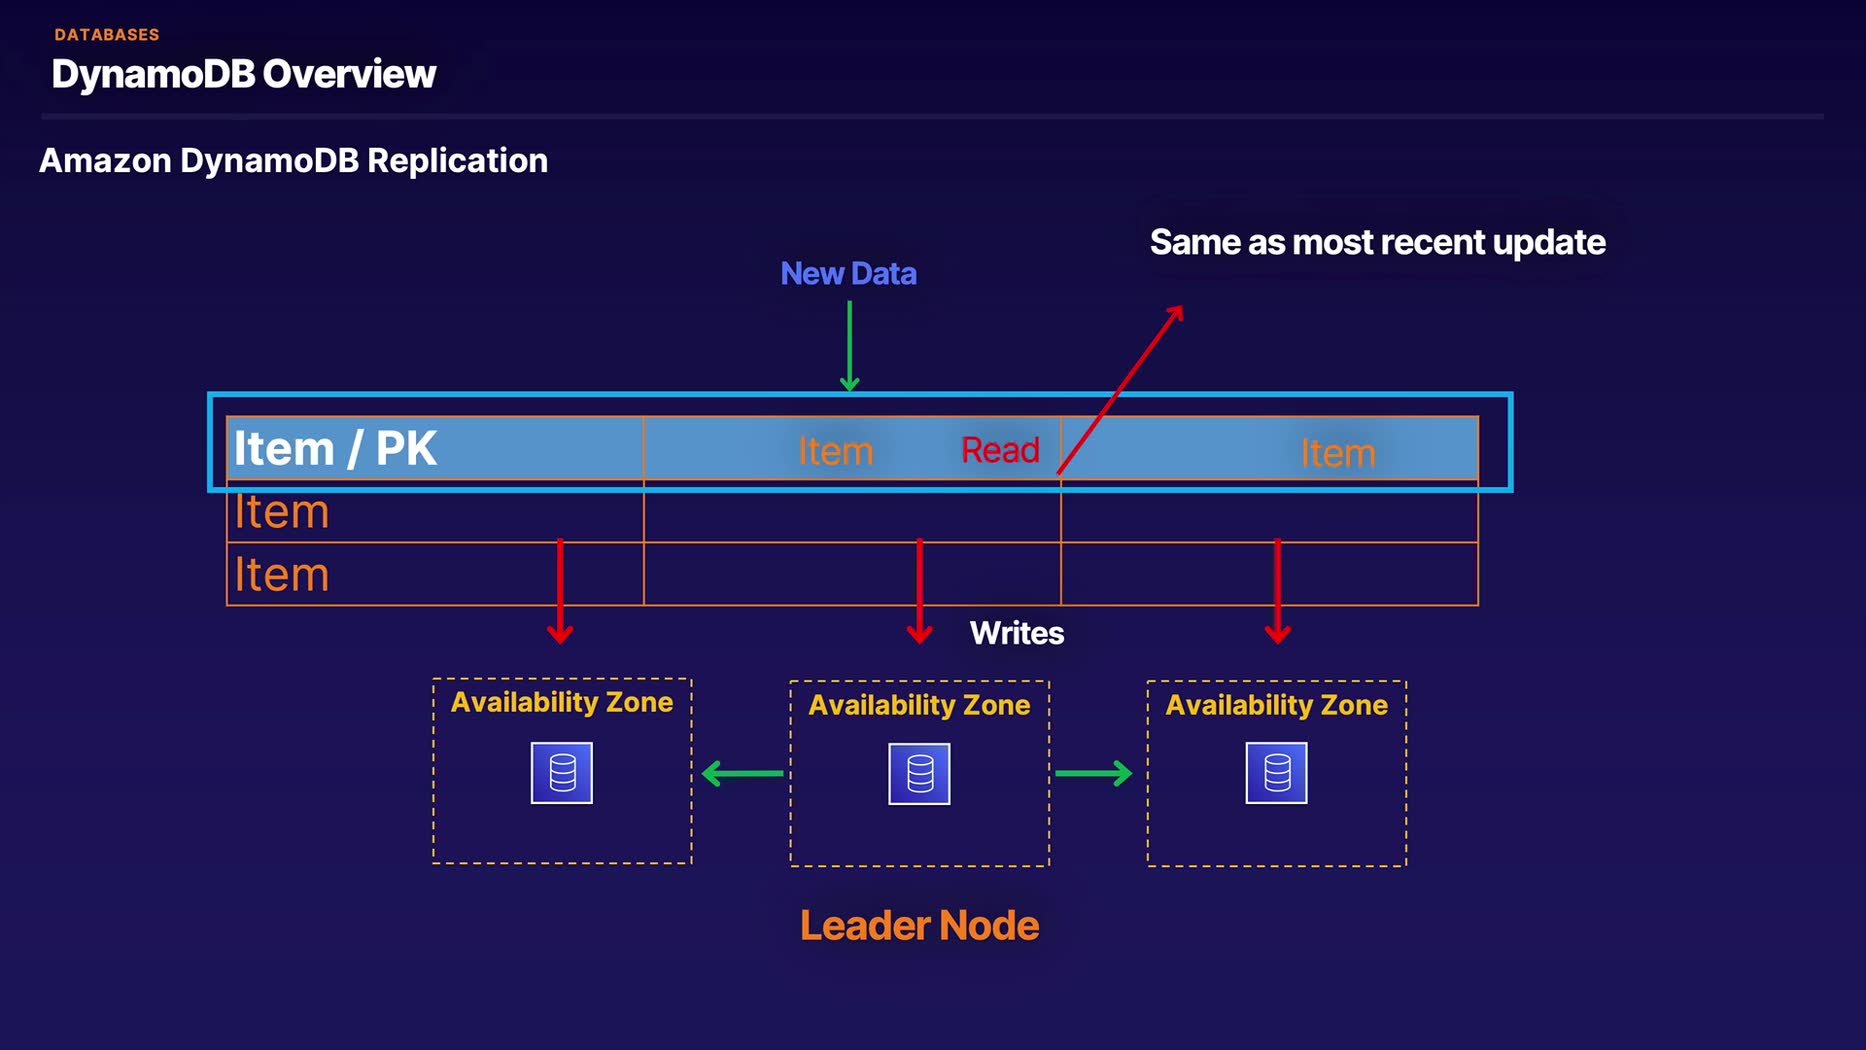 DATABASES
DynamoDB Overview
Amazon DynamoDB Replication
Same as most recent update
New Data
Item / PK
Item
Read
Item
Item
Item
Writes
Availability Zone
Availability Zone
Availability Zone
Leader Node